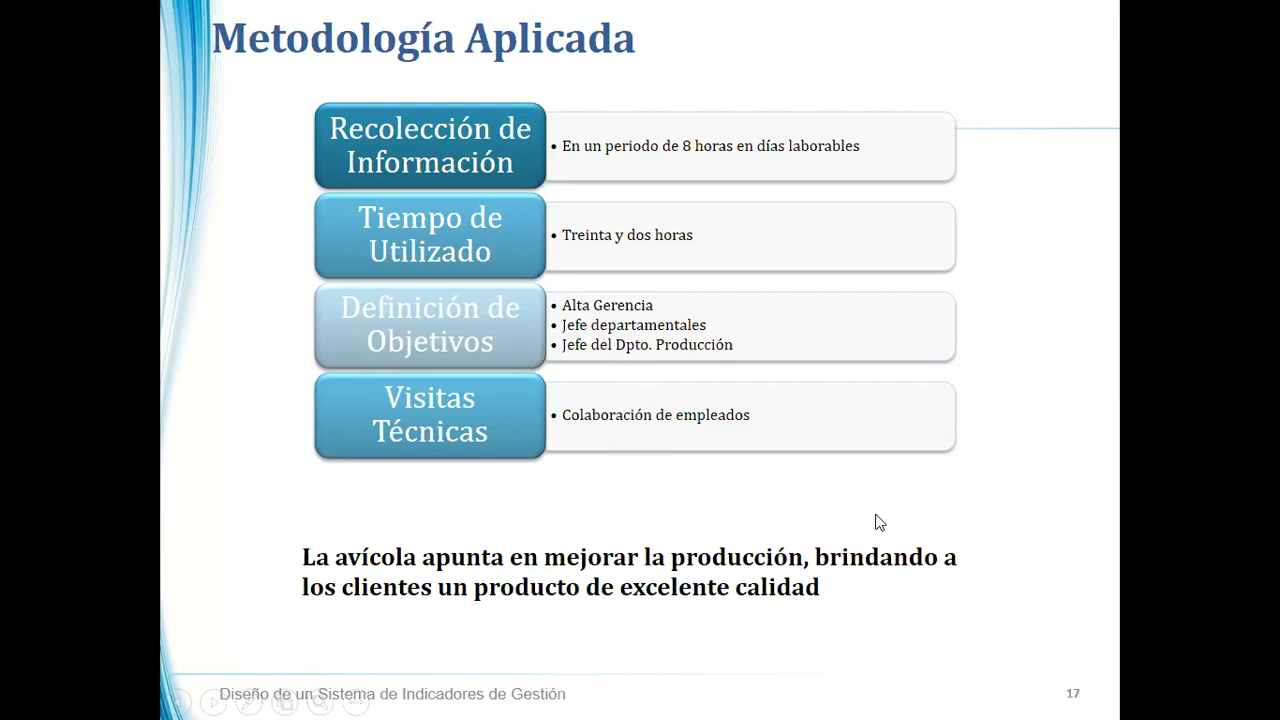 Metodología Aplicada
Recolección de
Información
• En un periodo de 8 horas en días laborables
Tiempo de
Utilizado
• Treinta y dos horas
Definición de
Objetivos
• Alta Gerencia
• Jefe departamentales
• Jefe del Dpto. Producción
Visitas
Técnicas
• Colaboración de empleados
La avícola apunta en mejorar la producción, brindando a
los clientes un producto de excelente calidad
Diseño de un Sistema de Indicadores de Gestión
17